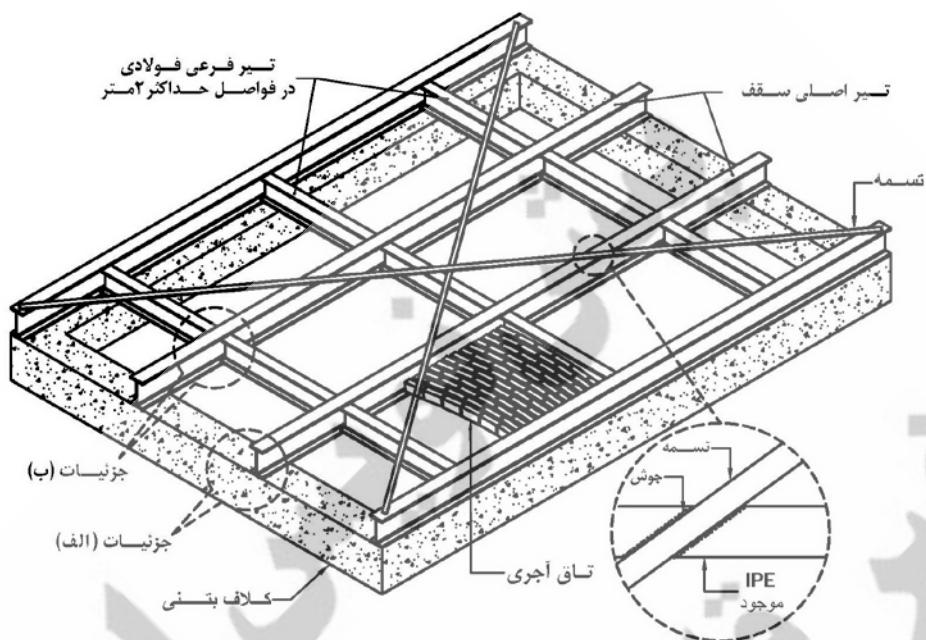 تیر فرعی فولادی
در فواصل حداکثر ۲ متر
تیر اصلی سقف
تسمه
جزئیات (ب)
جزئیات (الف)
کلاف بتنی
تاق آجری
تسمه
جوش
IPE
موجود